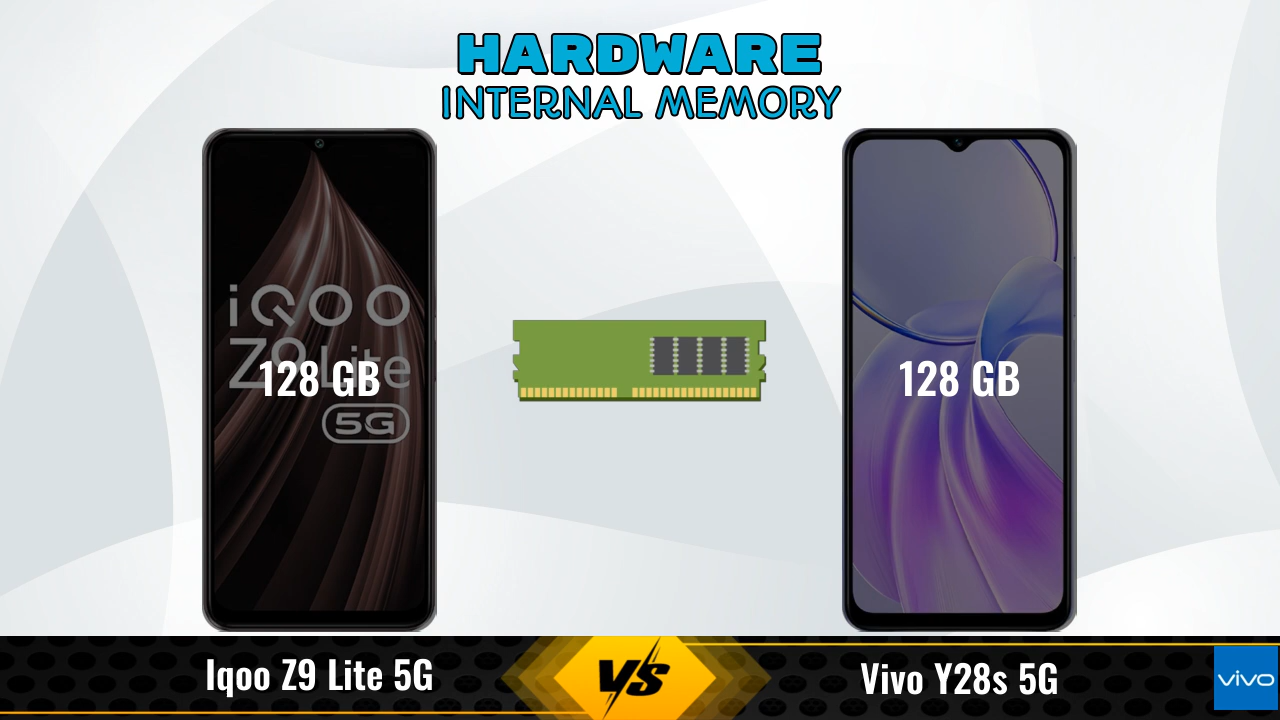 HARDWARE
INTERNAL MEMORY
iQOO
Z9 Lite
5G
128 GB
128 GB
Iqoo Z9 Lite 5G
VS
Vivo Y28s 5G
vivo